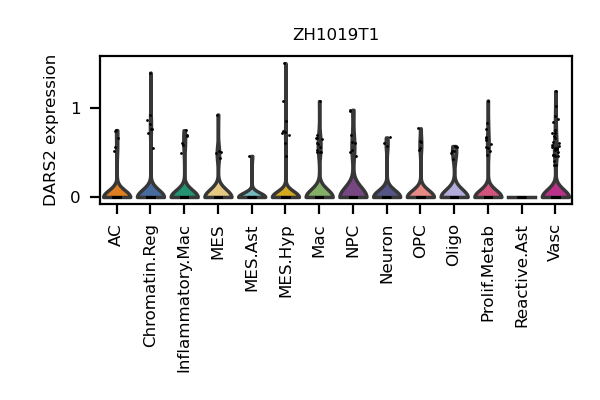 ZH1019T1
DARS2 expression
1
0
AC
Chromatin.Reg
Inflammatory.Mac
MES
MES.Ast
MES.Hyp
Mac
NPC
Neuron
OPC
Oligo
Prolif.Metab
Reactive.Ast
Vasc